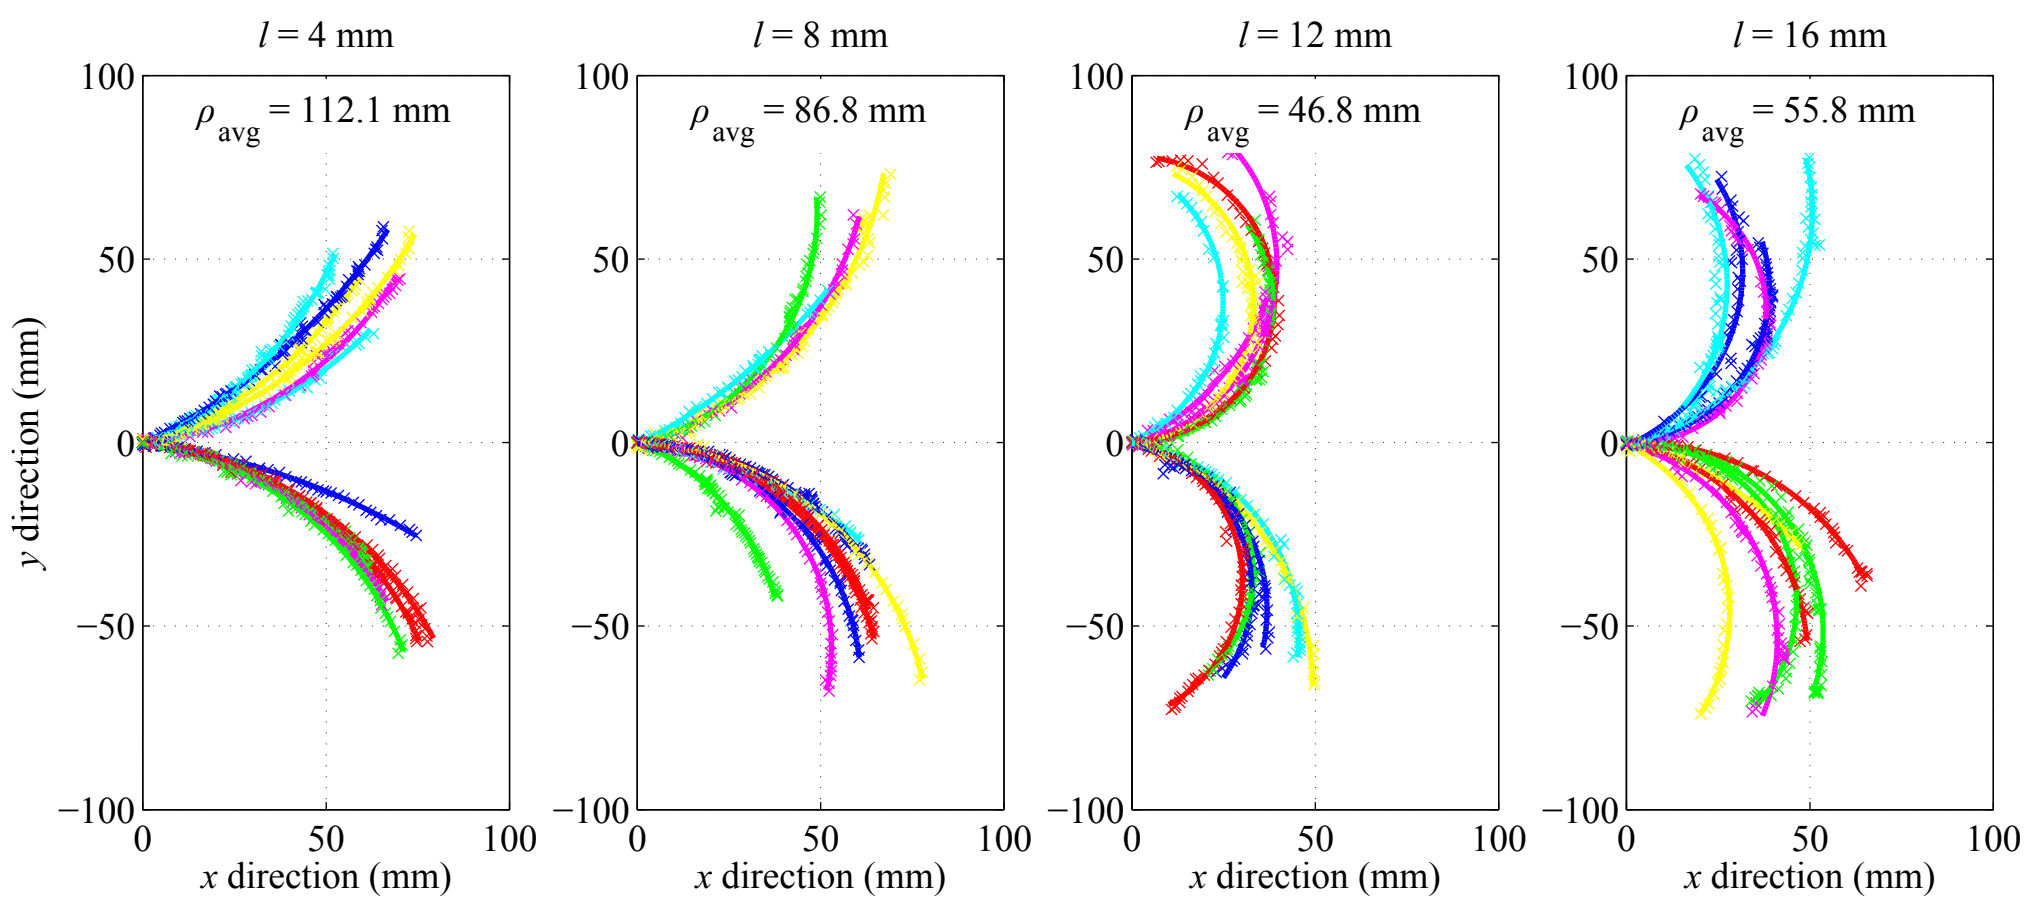 l = 4 mm
l = 8 mm
l = 12 mm
l = 16 mm
100 100 100 100
ρavg = 112.1 mm
ρavg = 86.8 mm
ρavg = 46.8 mm
ρavg = 55.8 mm
50 50 50 50
y direction (mm)
0 0 0 0
−50 −50 −50 −50
−100 −100 −100 −100
0 50 100 0 50 100 0 50 100 0 50 100
x direction (mm)
x direction (mm)
x direction (mm)
x direction (mm)